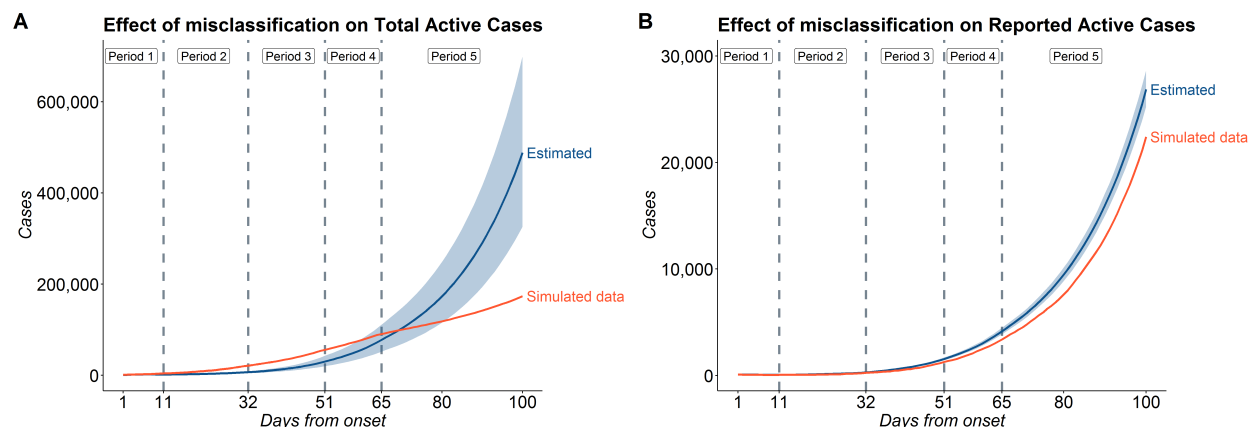 A
Effect of misclassification on Total Active Cases
Period 1
Period 2
Period 3
Period 4
Period 5
600,000
400,000
200,000
0
Cases
Estimated
Simulated data
1
11
32
51
65
80
100
Days from onset
B
Effect of misclassification on Reported Active Cases
Period 1
Period 2
Period 3
Period 4
Period 5
30,000
20,000
10,000
0
Cases
Estimated
Simulated data
1
11
32
51
65
80
100
Days from onset